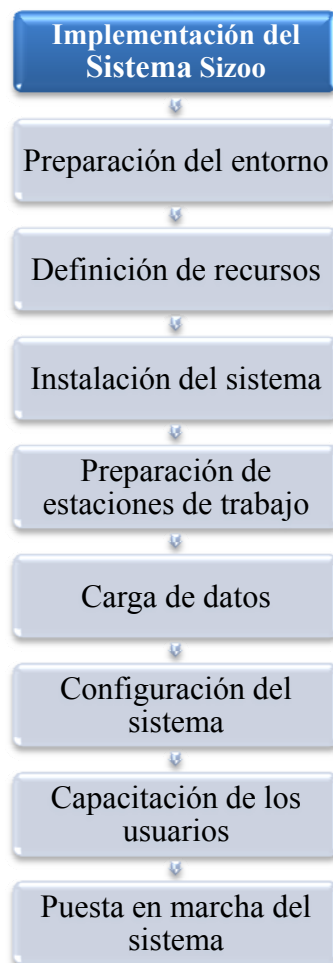 Implementación del
Sistema Sizoo
Preparación del entorno
Definición de recursos
Instalación del sistema
Preparación de
estaciones de trabajo
Carga de datos
Configuración del
sistema
Capacitación de los
usuarios
Puesta en marcha del
sistema